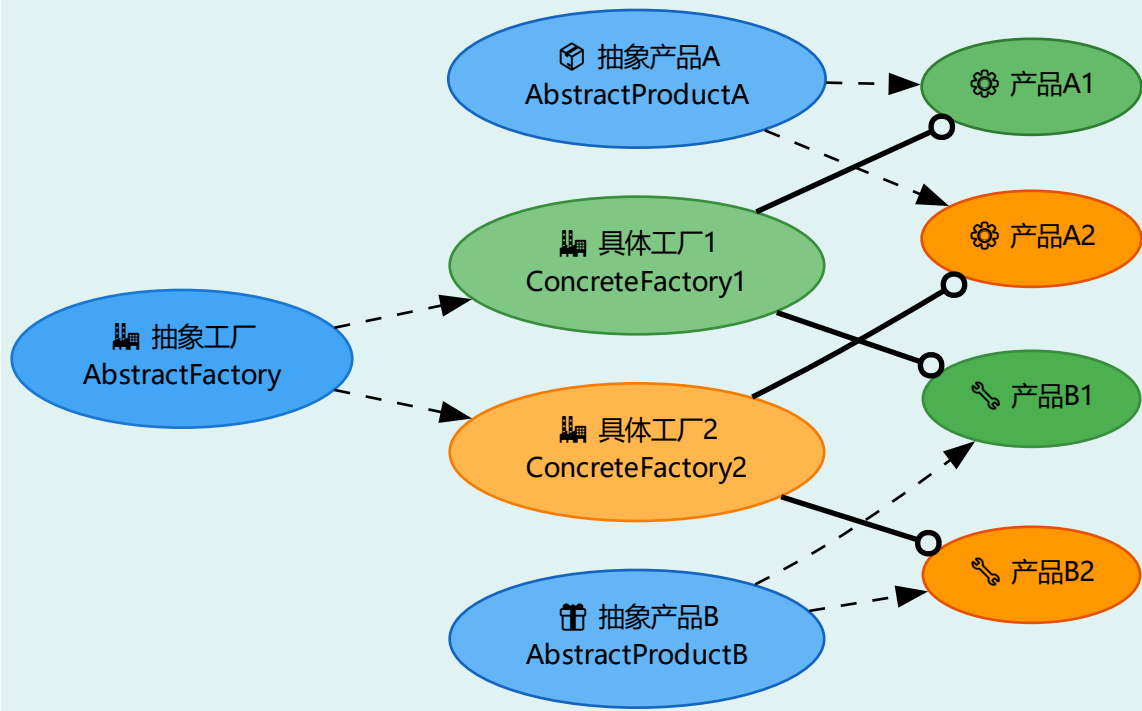 抽象产品A
AbstractProductA
产品A1
具体工厂1
ConcreteFactory1
产品A2
抽象工厂
AbstractFactory
产品B1
具体工厂2
ConcreteFactory2
产品B2
抽象产品B
AbstractProductB